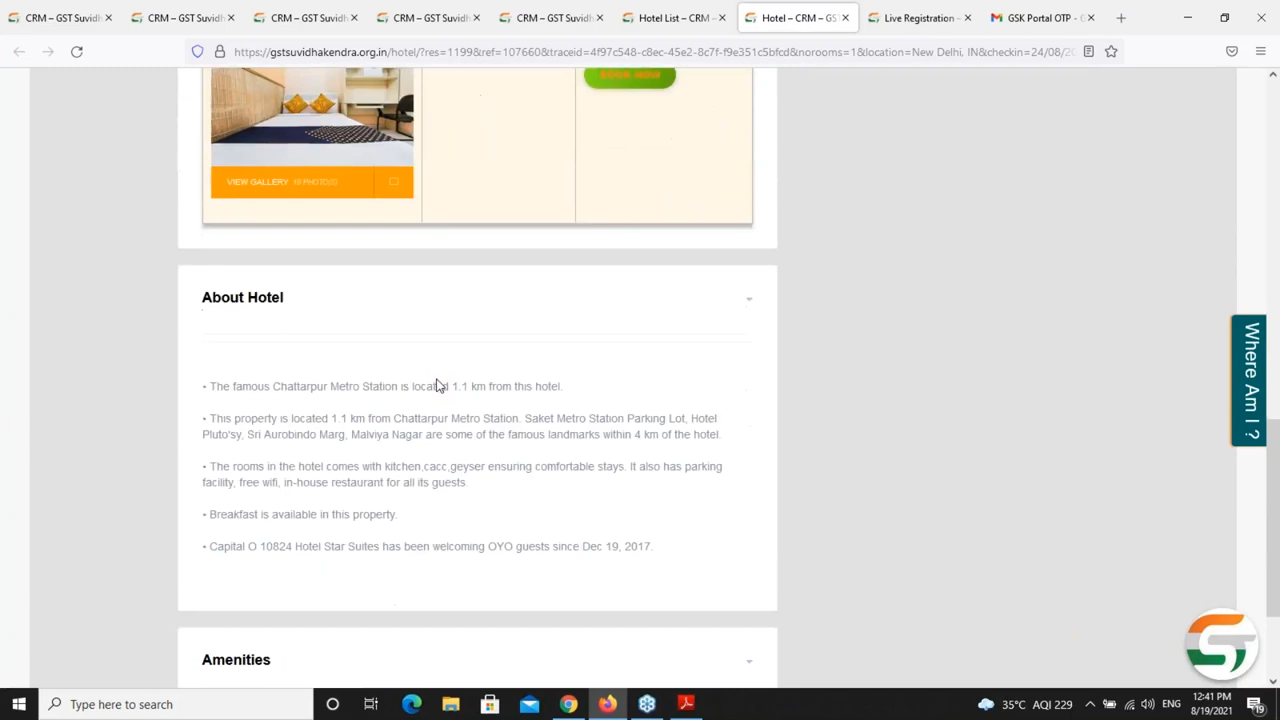 CRM – GST Suvidh
CRM – GST Suvidh
CRM – GST Suvidh
CRM – GST Suvidh
CRM – GST Suvidh
Hotel List – CRM –
Hotel – CRM – GS
Live Registration –
GSK Portal OTP - G
https://gstsuvidhakendra.org.in/hotel/?res=1199&ref=107660&traceid=4f97c548-c8ec-45e2-8c7f-f9e351c5bfcd&norooms=1&location=New Delhi, IN&checkin=24/08/2
BOOK NOW
VIEW GALLERY
PHOTO(S)
About Hotel
• The famous Chattarpur Metro Station is located 1.1 km from this hotel.
• This property is located 1.1 km from Chattarpur Metro Station. Saket Metro Station Parking Lot, Hotel
Pluto'sy, Sri Aurobindo Marg, Malviya Nagar are some of the famous landmarks within 4 km of the hotel.
• The rooms in the hotel comes with kitchen,cacc,geyser ensuring comfortable stays. It also has parking
facility, free wifi, in-house restaurant for all its guests
• Breakfast is available in this property.
• Capital O 10824 Hotel Star Suites has been welcoming OYO guests since Dec 19, 2017.
Amenities
Where Am I ?
Type here to search
35°C AQI 229
ENG
12:41 PM
8/19/2021
19